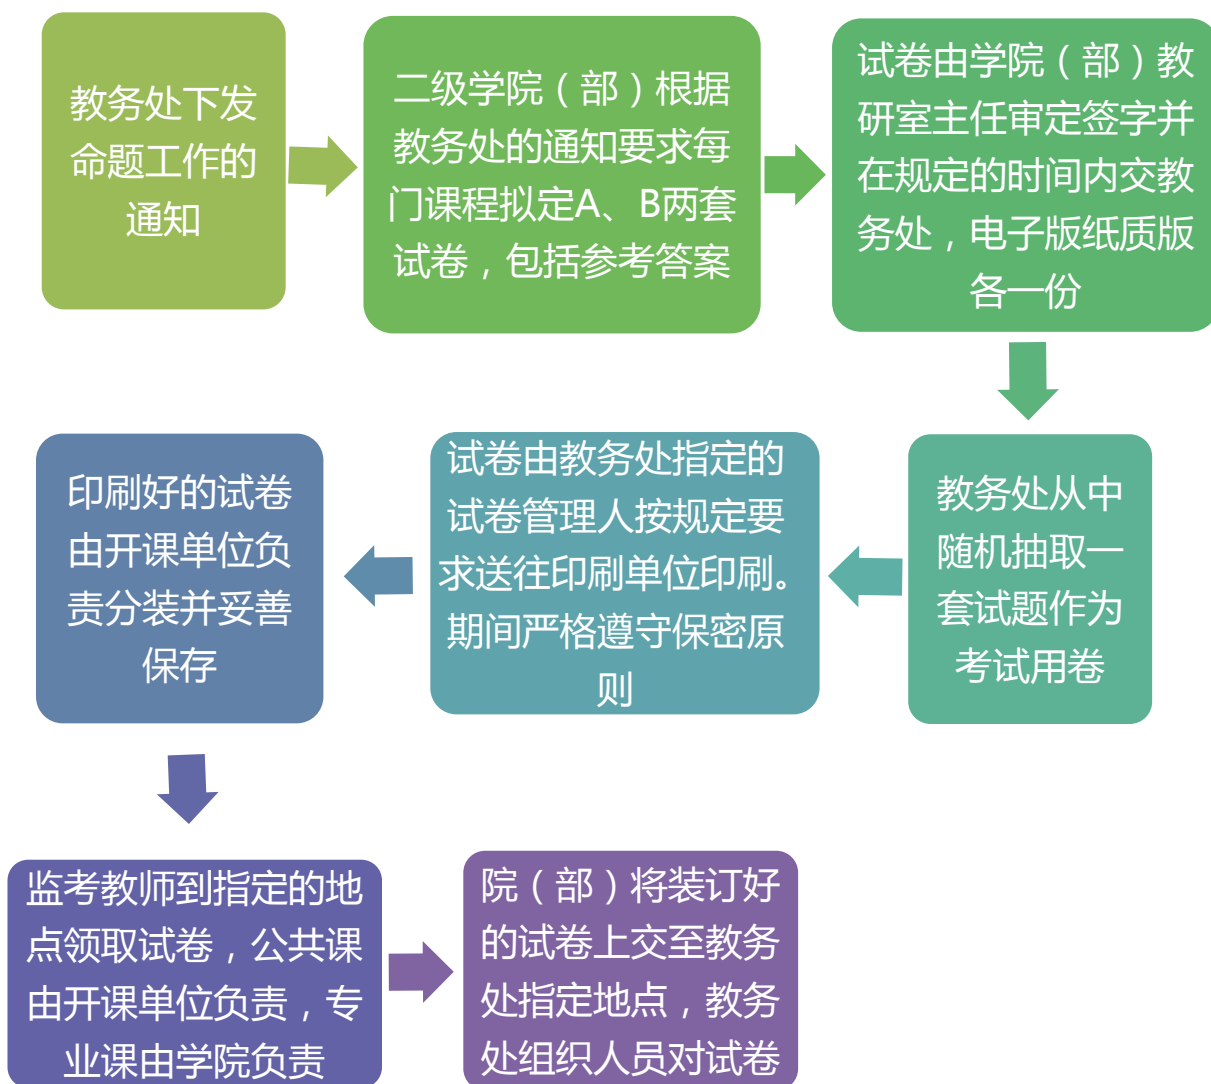 教务处下发
命题工作的
通知
二级学院（部）根据
教务处的通知要求每
门课程拟定A、B两套
试卷，包括参考答案
试卷由学院（部）教
研室主任审定签字并
在规定的时间内交教
务处，电子版纸质版
各一份
教务处从中
随机抽取一
套试题作为
考试用卷
试卷由教务处指定的
试卷管理人按规定要
求送往印刷单位印刷。
期间严格遵守保密原
则
印刷好的试卷
由开课单位负
责分装并妥善
保存
监考教师到指定的地
点领取试卷，公共课
由开课单位负责，专
业课由学院负责
院（部）将装订好
的试卷上交至教务
处指定地点，教务
处组织人员对试卷